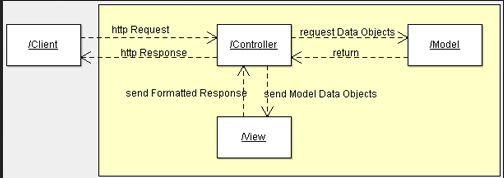 http Request
request Data Objects
/Client
/Controller
/Model
http Response
return
send Formatted Response
send Model Data Objects
/View